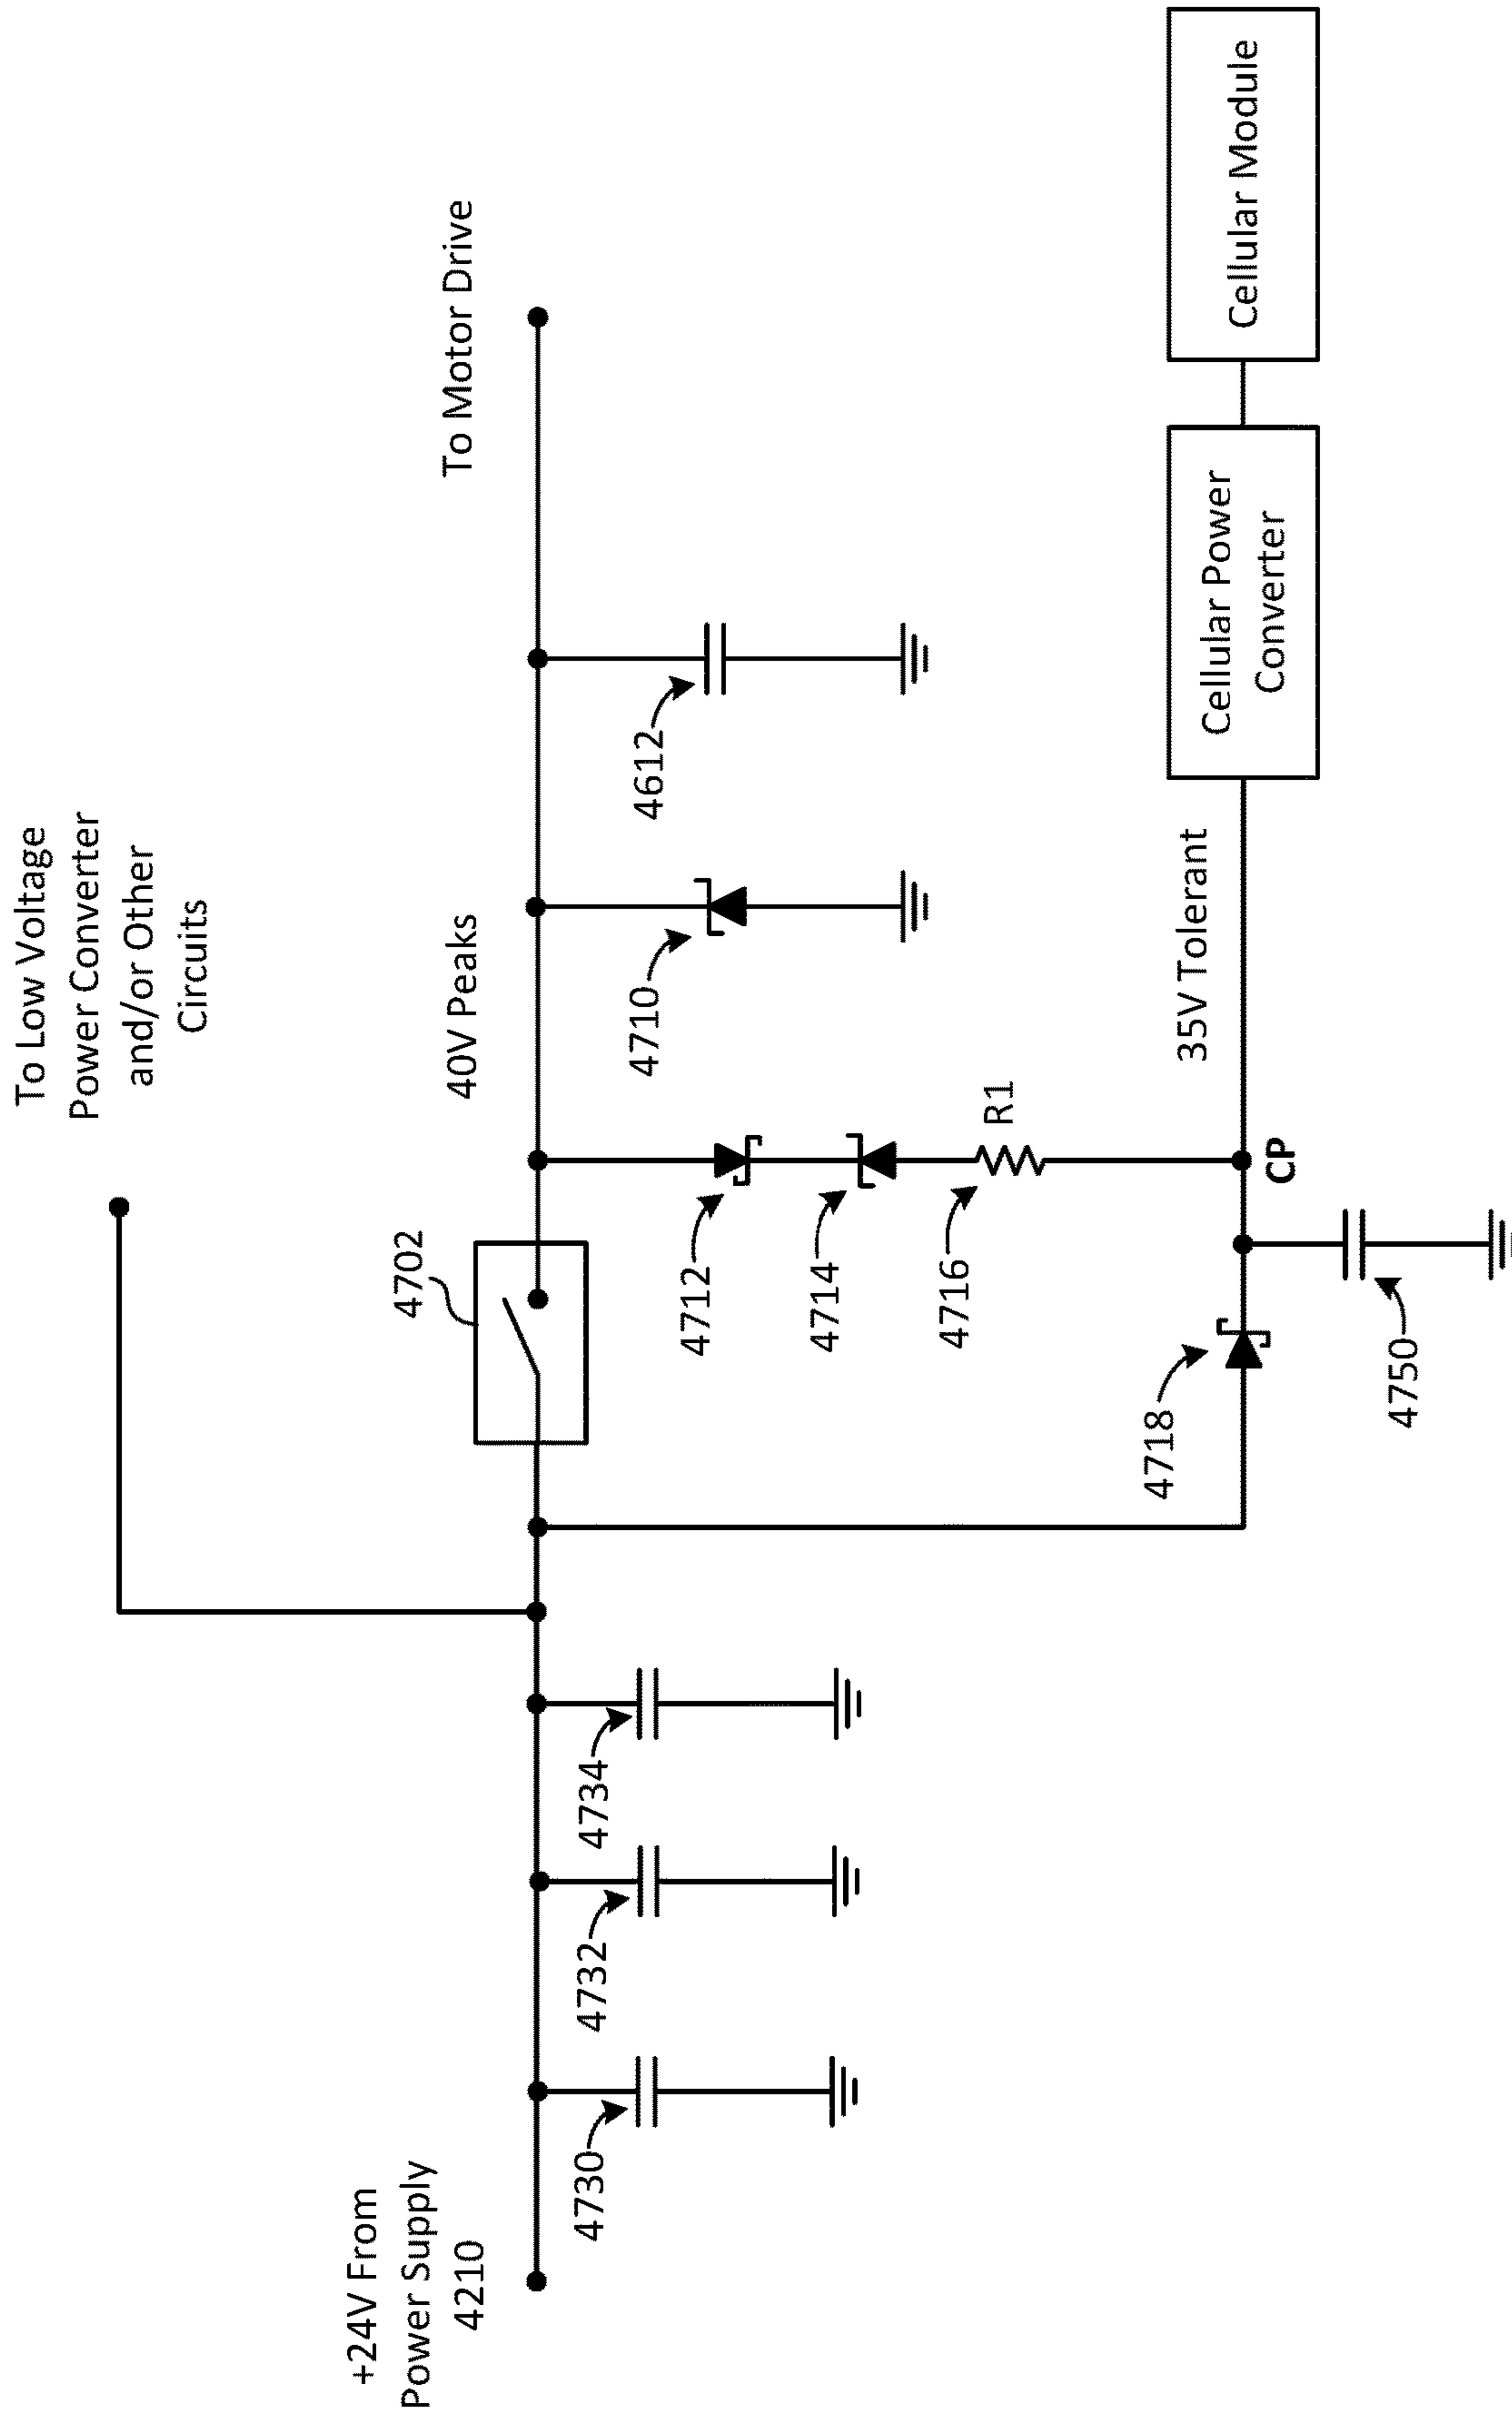 To Low Voltage
Power Converter
and/or Other
Circuits
+24V From
Power Supply
4210
4730
4732
4734
4702
40V Peaks
To Motor Drive
4712
4714
4716
R1
4710
4612
4718
4750
CP
35V Tolerant
Cellular Power
Converter
Cellular Module